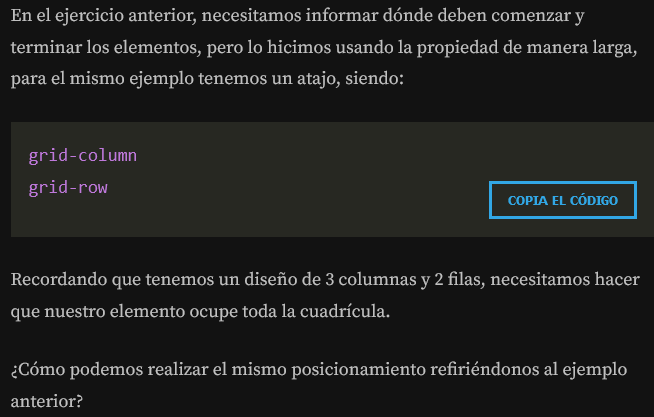 En el ejercicio anterior, necesitamos informar dónde deben comenzar y
terminar los elementos, pero lo hicimos usando la propiedad de manera larga,
para el mismo ejemplo tenemos un atajo, siendo:
grid-column
grid-row
COPIA EL CÓDIGO
Recordando que tenemos un diseño de 3 columnas y 2 filas, necesitamos hacer
que nuestro elemento ocupe toda la cuadrícula.
¿Cómo podemos realizar el mismo posicionamiento refiriéndonos al ejemplo
anterior?